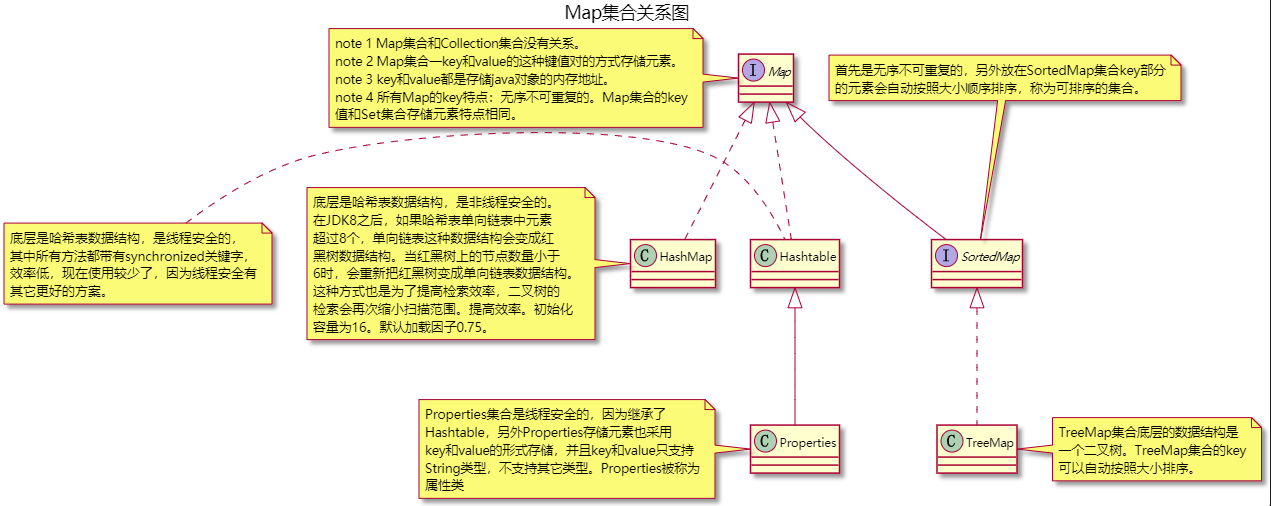 Map集合关系图
note 1 Map集合和Collection集合没有关系。
note 2 Map集合一key和value的这种键值对的方式存储元素。
note 3 key和value都是存储java对象的内存地址。
note 4 所有Map的key特点：无序不可重复的。Map集合的key
值和Set集合存储元素特点相同。
I Map
首先是无序不可重复的，另外放在SortedMap集合key部分
的元素会自动按照大小顺序排序，称为可排序的集合。
底层是哈希表数据结构，是线程安全的，
其中所有方法都带有synchronized关键字，
效率低，现在使用较少了，因为线程安全有
其它更好的方案。
底层是哈希表数据结构，是非线程安全的。
在JDK8之后，如果哈希表单向链表中元素
超过8个，单向链表这种数据结构会变成红
黑树数据结构。当红黑树上的节点数量小于
6时，会重新把红黑树变成单向链表数据结构。
这种方式也是为了提高检素效率，二叉树的
检索会再次缩小扫描范围。提高效率。初始化
容量为16。默认加载因子0.75。
C HashMap
C Hashtable
I SortedMap
Properties集合是线程安全的，因为继承了
Hashtable，另外Properties存储元素也采用
key和value的形式存储，并且key和value只支持
String类型，不支持其它类型。Properties被称为
属性类
C Properties
C TreeMap
TreeMap集合底层的数据结构是
一个二叉树。TreeMap集合的key
可以自动按照大小排序。